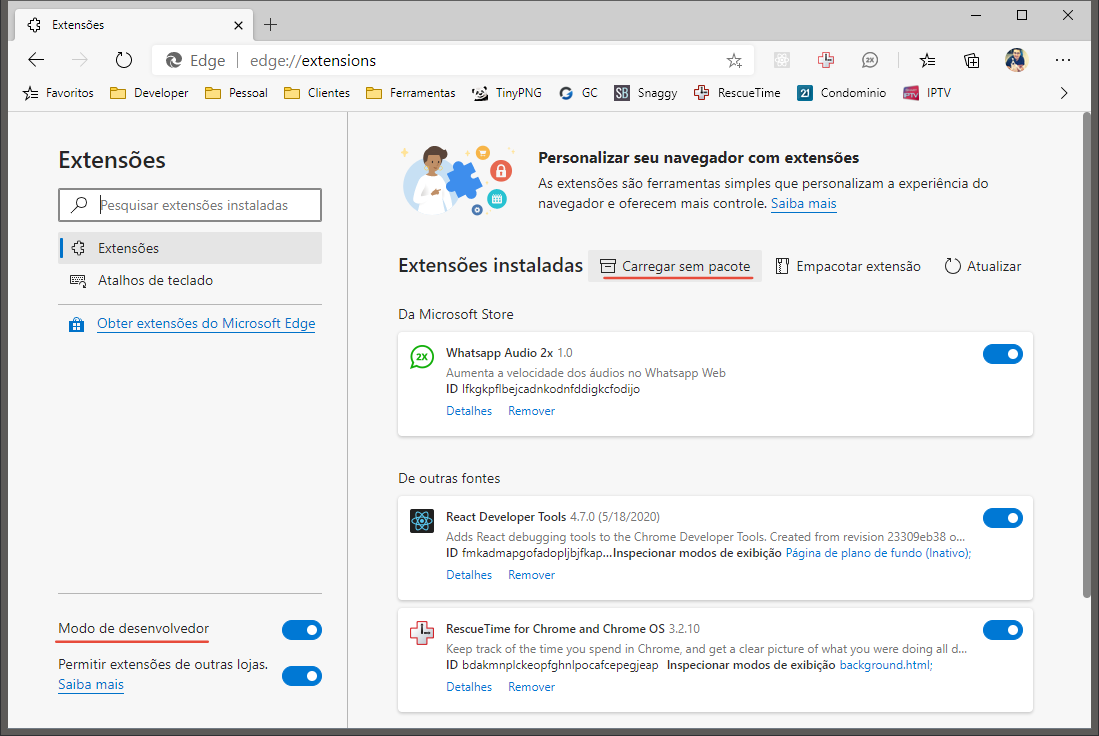 Extensões
Edge
edge://extensions
2X
Favoritos
Developer
Pessoal
Clientes
Ferramentas
TinyPNG
GC
SB
Snaggy
RescueTime
21
Condominio
IPTV
IPTV
Extensões
Pesquisar extensões instaladas
Extensões
Atalhos de teclado
Obter extensões do Microsoft Edge
Modo de desenvolvedor
Permitir extensões de outras lojas.
Saiba mais
Personalizar seu navegador com extensões
As extensões são ferramentas simples que personalizam a experiência do
navegador e oferecem mais controle. Saiba mais
Extensões instaladas
Carregar sem pacote
Empacotar extensão
Atualizar
Da Microsoft Store
2X
Whatsapp Audio 2x 1.0
Aumenta a velocidade dos áudios no Whatsapp Web
ID lfkgkpflbejcadnkodnfddigkcfodijo
Detalhes Remover
De outras fontes
React Developer Tools 4.7.0 (5/18/2020)
Adds React debugging tools to the Chrome Developer Tools. Created from revision 23309eb38 o...
ID fmkadmapgofadopljbjfkap...Inspecionar modos de exibição Página de plano de fundo (Inativo);
Detalhes Remover
RescueTime for Chrome and Chrome OS 3.2.10
Keep track of the time you spend in Chrome, and get a clear picture of what you were doing all d...
ID bdakmnplckeopfghnlpocafcepegjeap Inspecionar modos de exibição background.html;
Detalhes Remover